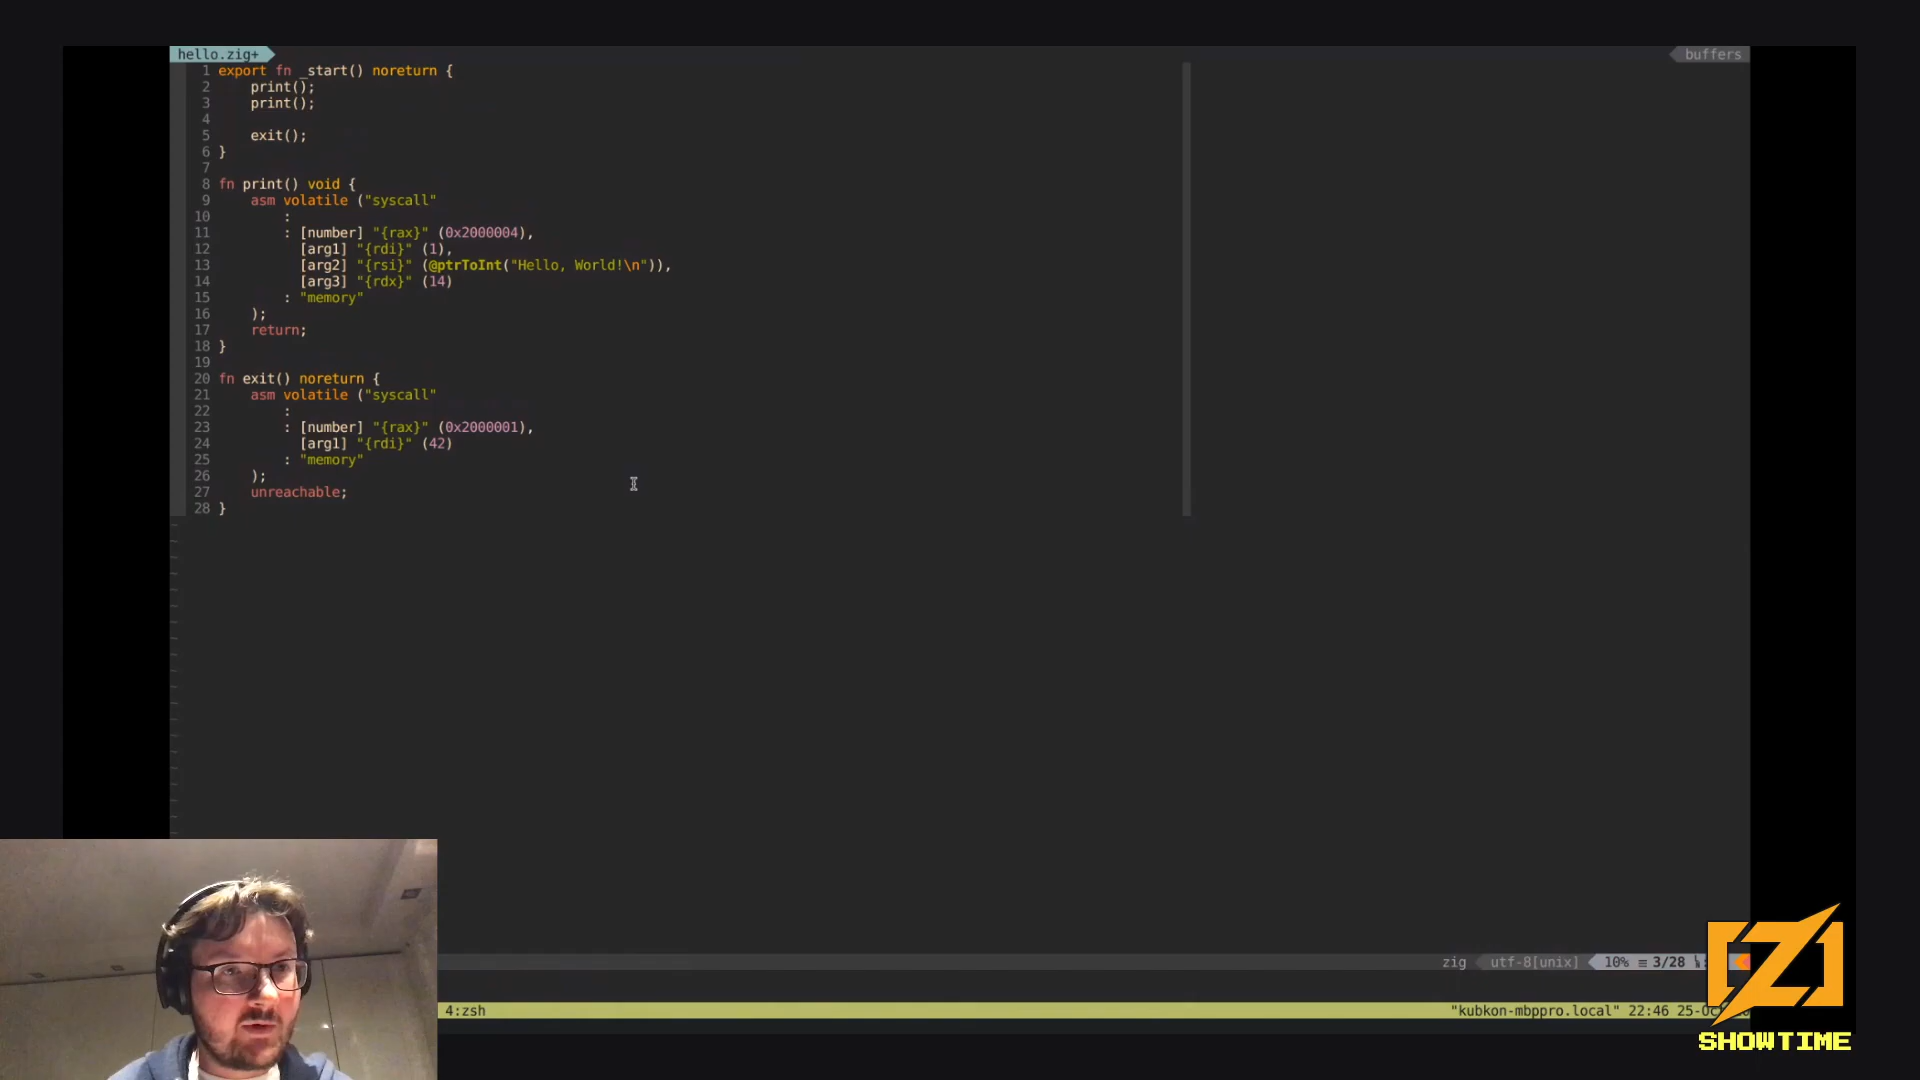 hello.zig+
buffers
1 export fn _start() noreturn {
2     print();
3     print();
4
5     exit();
6 }
7
8 fn print() void {
9     asm volatile ("syscall"
10         :
11         : [number] "{rax}" (0x2000004),
12           [arg1] "{rdi}" (1),
13           [arg2] "{rsi}" (@ptrToInt("Hello, World!\n")),
14           [arg3] "{rdx}" (14)
15         : "memory"
16     );
17     return;
18 }
19
20 fn exit() noreturn {
21     asm volatile ("syscall"
22         :
23         : [number] "{rax}" (0x2000001),
24           [arg1] "{rdi}" (42)
25         : "memory"
26     );
27     unreachable;
28 }
zig utf-8[unix] 10% ≡ 3/28
4:zsh "kubkon-mbppro.local" 22:46
SHOWTIME